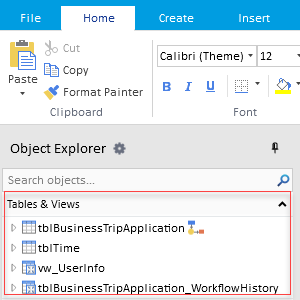 File Home Create Insert
Cut
Copy
Format Painter
Paste
Clipboard
Calibri (Theme) 12
B I U
Font
Object Explorer
Search objects...
Tables & Views
tblBusinessTripApplication
tblTime
vw_UserInfo
tblBusinessTripApplication_WorkflowHistory